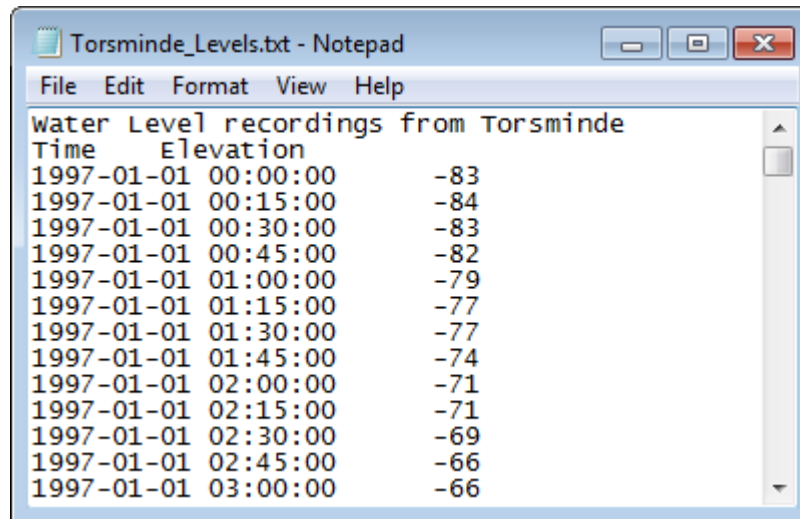 Torsminde_Levels.txt - Notepad
File Edit Format View Help
Water Level recordings from Torsminde
Time Elevation
1997-01-01 00:00:00 -83
1997-01-01 00:15:00 -84
1997-01-01 00:30:00 -83
1997-01-01 00:45:00 -82
1997-01-01 01:00:00 -79
1997-01-01 01:15:00 -77
1997-01-01 01:30:00 -77
1997-01-01 01:45:00 -74
1997-01-01 02:00:00 -71
1997-01-01 02:15:00 -71
1997-01-01 02:30:00 -69
1997-01-01 02:45:00 -66
1997-01-01 03:00:00 -66